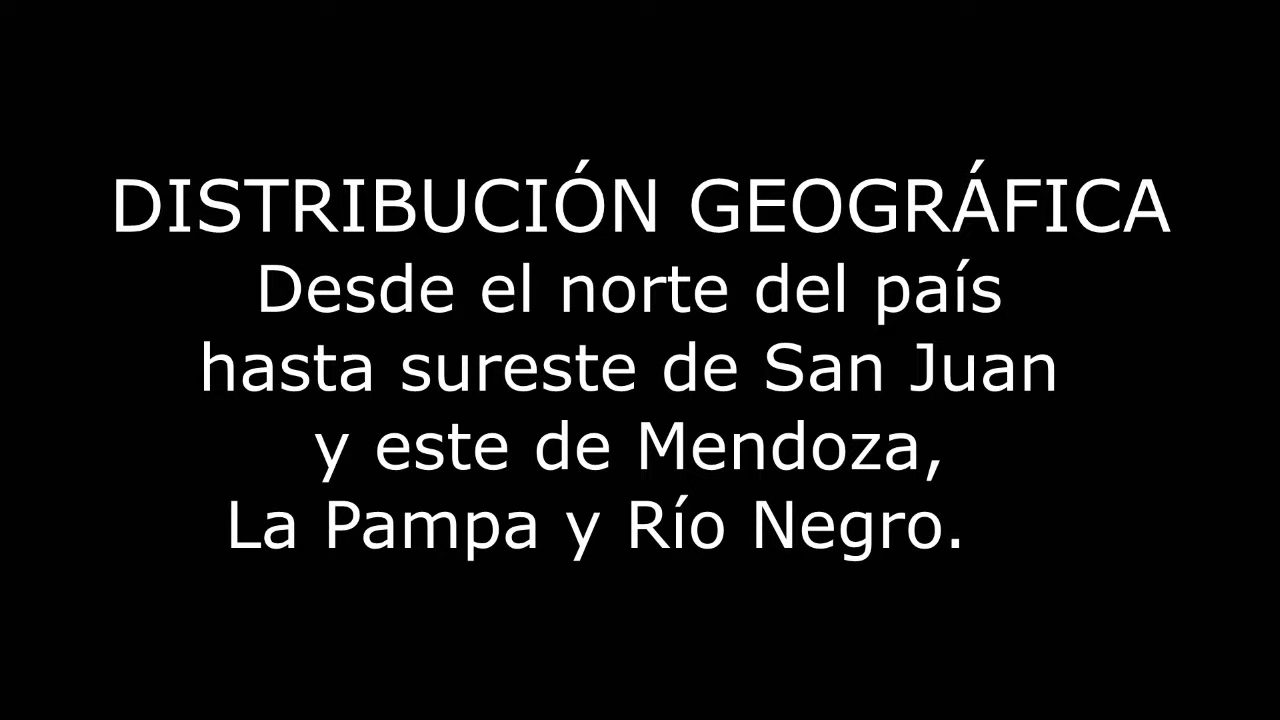 DISTRIBUCIÓN GEOGRÁFICA
Desde el norte del país
hasta sureste de San Juan
y este de Mendoza,
La Pampa y Río Negro.